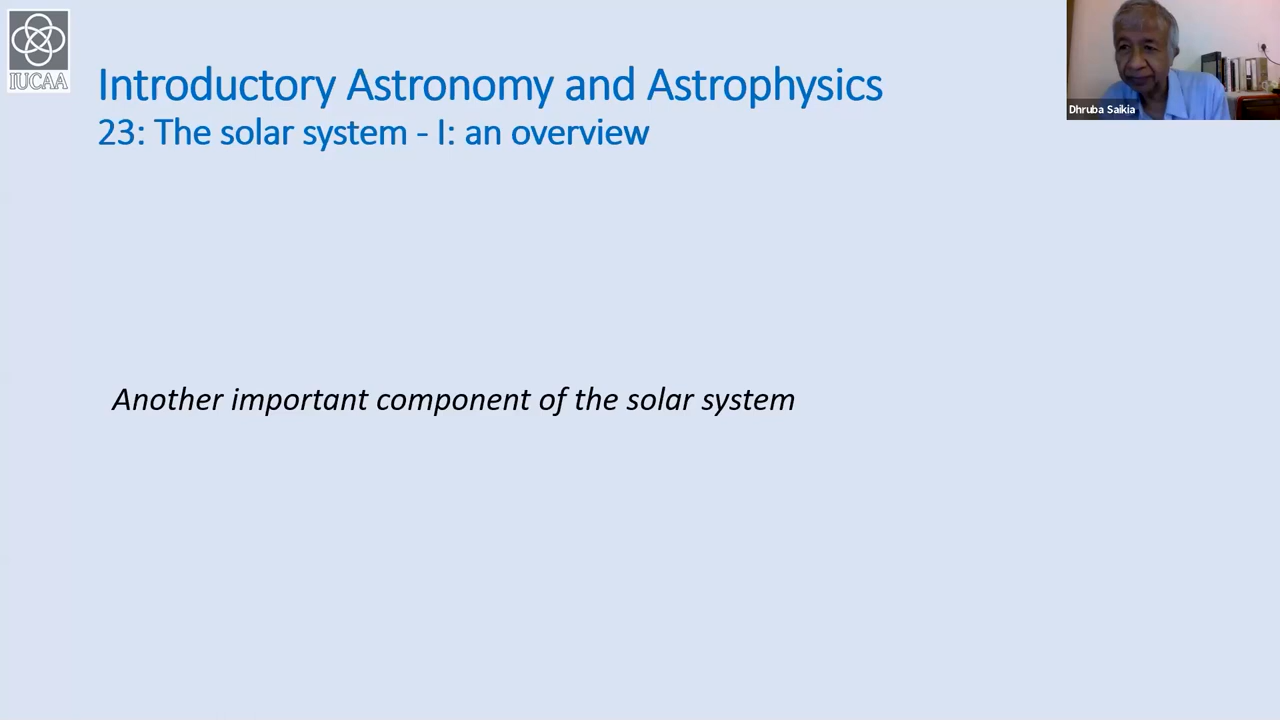 IUCAA
Introductory Astronomy and Astrophysics
23: The solar system - I: an overview
Dhruba Saikia
Another important component of the solar system